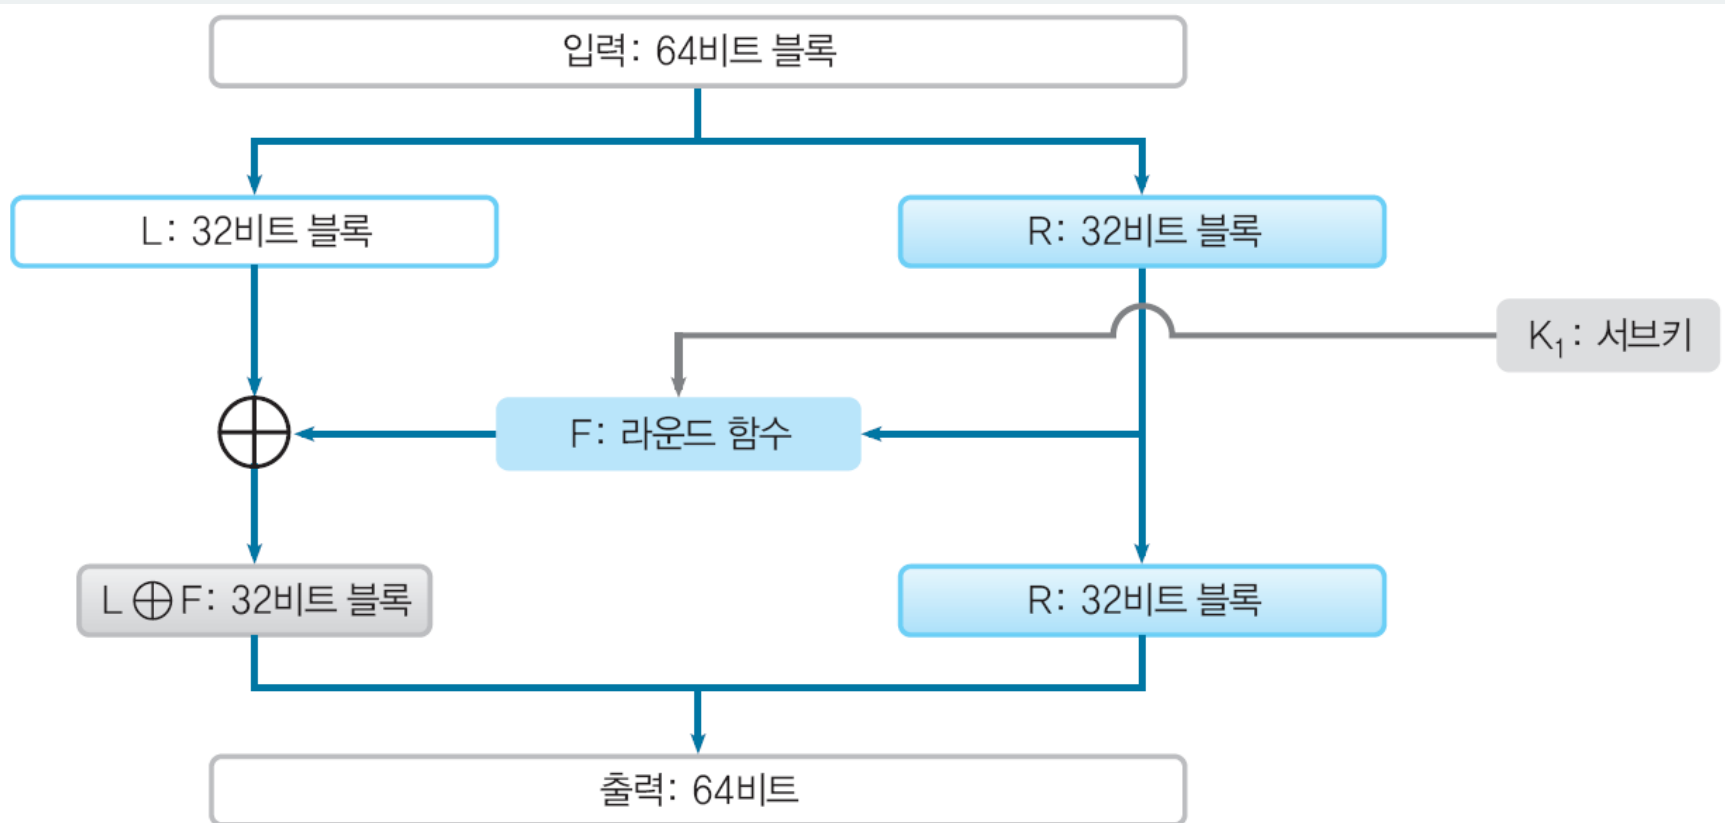 입력: 64비트 블록
L: 32비트 블록
R: 32비트 블록
K₁: 서브키
F: 라운드 함수
L ⊕ F: 32비트 블록
R: 32비트 블록
출력: 64비트